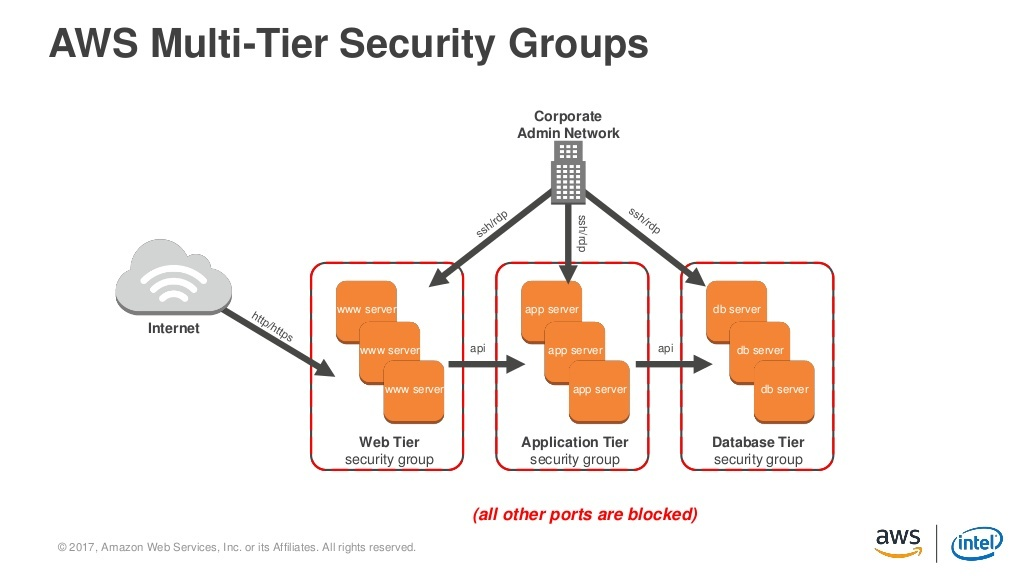 AWS Multi-Tier Security Groups
Corporate
Admin Network
ssh/rdp
ssh/rdp
ssh/rdp
Internet
http/https
www server
www server
www server
api
app server
app server
app server
api
db server
db server
db server
Web Tier
security group
Application Tier
security group
Database Tier
security group
(all other ports are blocked)
© 2017, Amazon Web Services, Inc. or its Affiliates. All rights reserved.
aws
intel